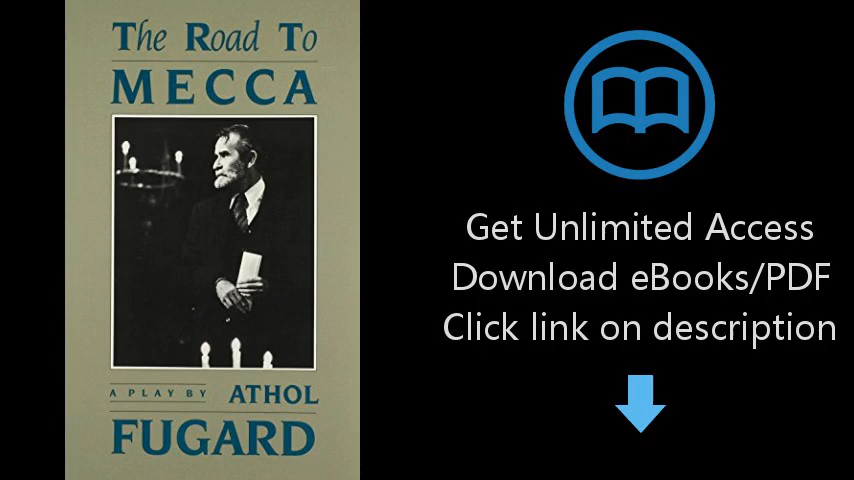 The Road To
MECCA
A PLAY BY ATHOL
FUGARD
Get Unlimited Access
Download eBooks/PDF
Click link on description